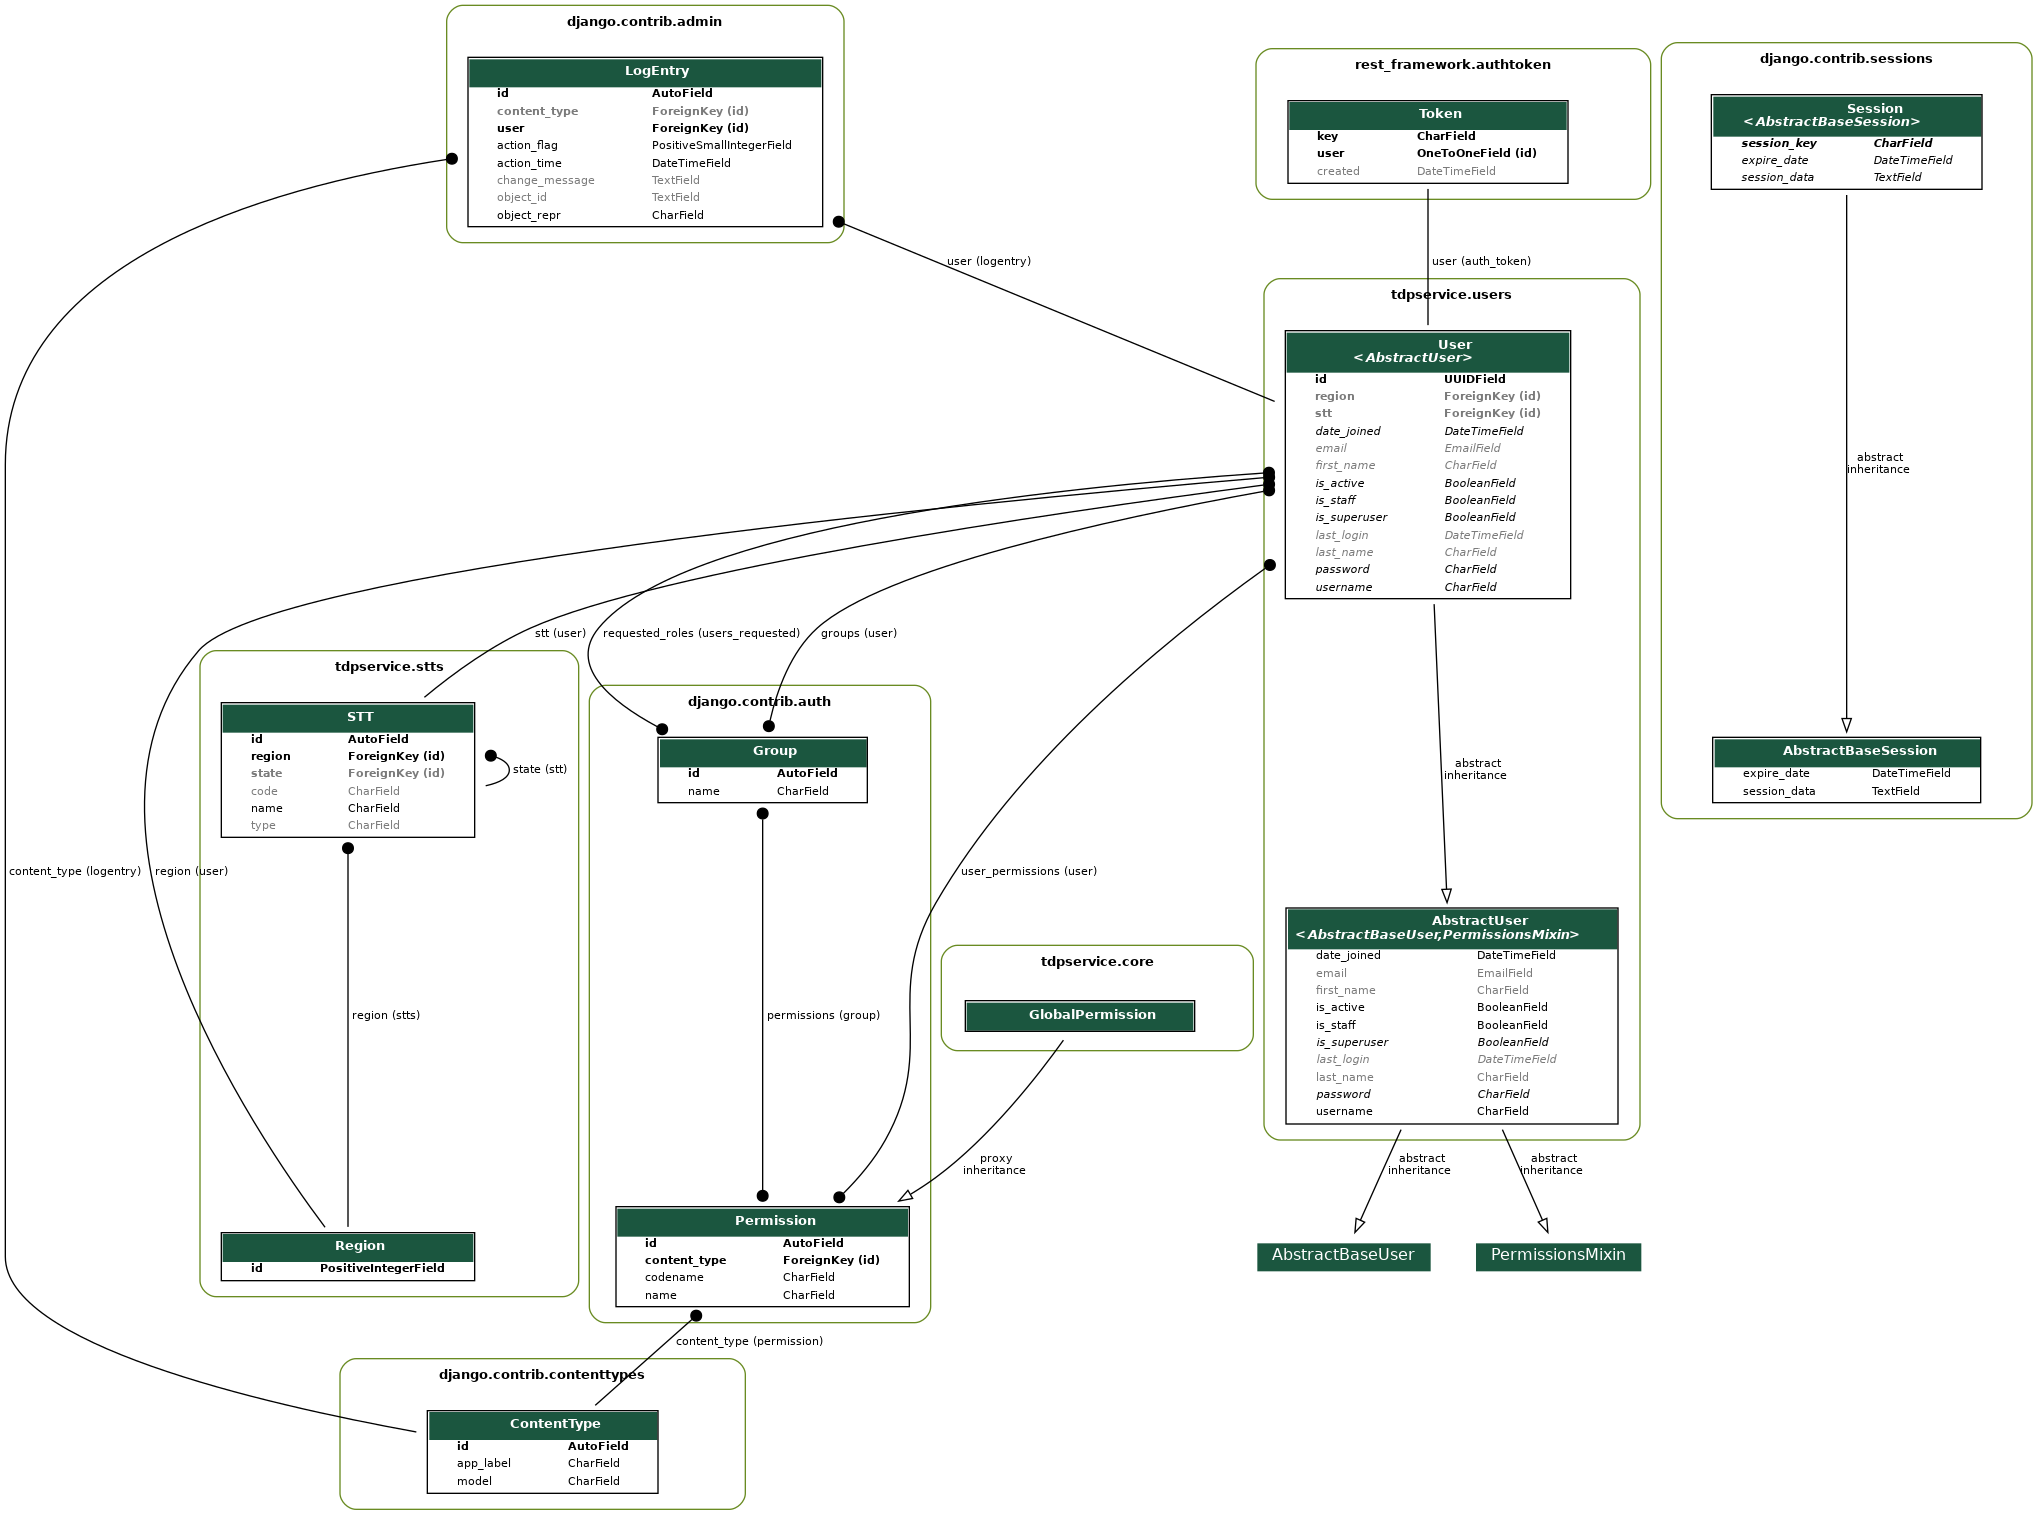 django.contrib.admin
LogEntry
id AutoField
content_type ForeignKey (id)
user ForeignKey (id)
action_flag PositiveSmallIntegerField
action_time DateTimeField
change_message TextField
object_id TextField
object_repr CharField
rest_framework.authtoken
Token
key CharField
user OneToOneField (id)
created DateTimeField
django.contrib.sessions
Session
<AbstractBaseSession>
session_key CharField
expire_date DateTimeField
session_data TextField
user (logentry)
user (auth_token)
tdpservice.users
User
<AbstractUser>
id UUIDField
region ForeignKey (id)
stt ForeignKey (id)
date_joined DateTimeField
email EmailField
first_name CharField
is_active BooleanField
is_staff BooleanField
is_superuser BooleanField
last_login DateTimeField
last_name CharField
password CharField
username CharField
abstract
inheritance
stt (user)
requested_roles (users_requested)
groups (user)
tdpservice.stts
STT
id AutoField
region ForeignKey (id)
state ForeignKey (id)
code CharField
name CharField
type CharField
state (stt)
django.contrib.auth
Group
id AutoField
name CharField
abstract
inheritance
AbstractBaseSession
expire_date DateTimeField
session_data TextField
content_type (logentry)
region (user)
user_permissions (user)
region (stts)
permissions (group)
tdpservice.core
GlobalPermission
AbstractUser
<AbstractBaseUser,PermissionsMixin>
date_joined DateTimeField
email EmailField
first_name CharField
is_active BooleanField
is_staff BooleanField
is_superuser BooleanField
last_login DateTimeField
last_name CharField
password CharField
username CharField
proxy
inheritance
abstract
inheritance
abstract
inheritance
Region
id PositiveIntegerField
Permission
id AutoField
content_type ForeignKey (id)
codename CharField
name CharField
AbstractBaseUser
PermissionsMixin
content_type (permission)
django.contrib.contenttypes
ContentType
id AutoField
app_label CharField
model CharField